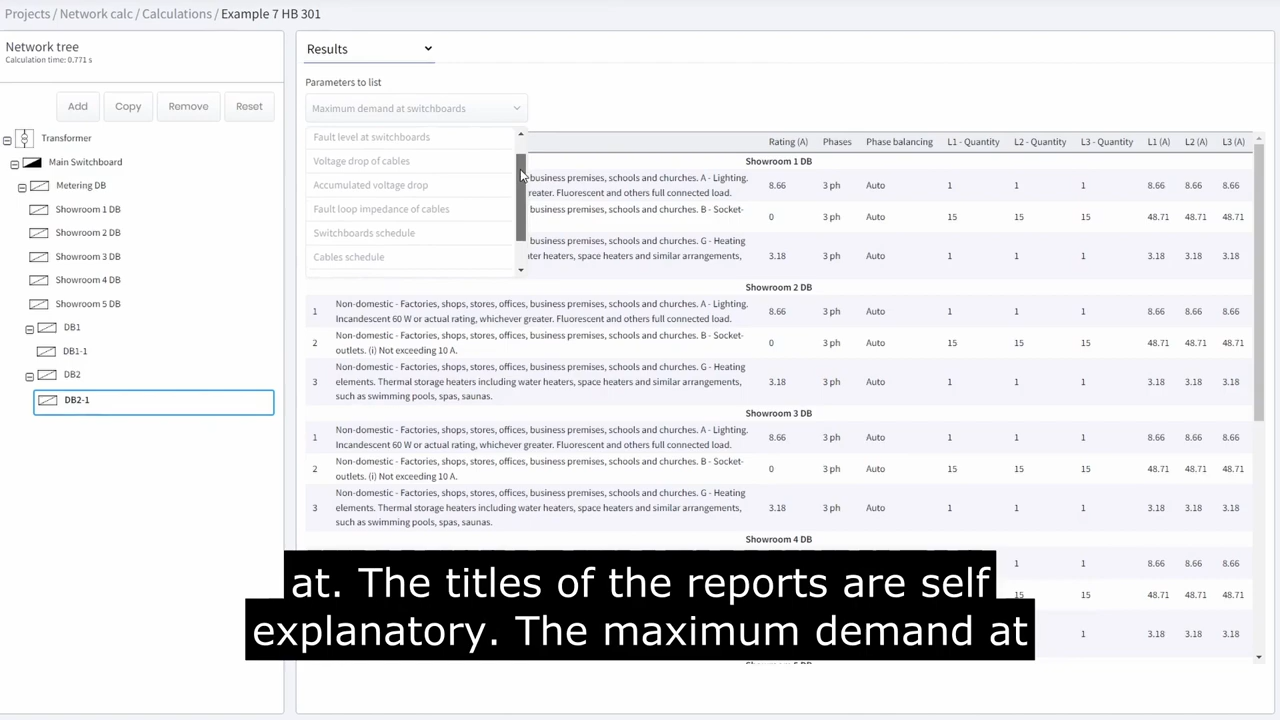 Projects / Network calc / Calculations / Example 7 HB 301
Network tree
Calculation time: 0.771 s
Add
Copy
Remove
Reset
Transformer
Main Switchboard
Metering DB
Showroom 1 DB
Showroom 2 DB
Showroom 3 DB
Showroom 4 DB
Showroom 5 DB
DB1
DB1-1
DB2
DB2-1
Results
Parameters to list
Maximum demand at switchboards
Fault level at switchboards
Voltage drop of cables
Accumulated voltage drop
Fault loop impedance of cables
Switchboards schedule
Cables schedule
Rating (A) Phases Phase balancing L1 - Quantity L2 - Quantity L3 - Quantity L1 (A) L2 (A) L3 (A)
Showroom 1 DB
business premises, schools and churches. A - Lighting.
reater. Fluorescent and others full connected load.
8.66 3 ph Auto 1 1 1 8.66 8.66 8.66
business premises, schools and churches. B - Socket-
0 3 ph Auto 15 15 15 48.71 48.71 48.71
business premises, schools and churches. G - Heating
er heaters, space heaters and similar arrangements,
3.18 3 ph Auto 1 1 1 3.18 3.18 3.18
Showroom 2 DB
1 Non-domestic - Factories, shops, stores, offices, business premises, schools and churches. A - Lighting.
Incandescent 60 W or actual rating, whichever greater. Fluorescent and others full connected load.
8.66 3 ph Auto 1 1 1 8.66 8.66 8.66
2 Non-domestic - Factories, shops, stores, offices, business premises, schools and churches. B - Socket-
outlets. (i) Not exceeding 10 A.
0 3 ph Auto 15 15 15 48.71 48.71 48.71
3 Non-domestic - Factories, shops, stores, offices, business premises, schools and churches. G - Heating
elements. Thermal storage heaters including water heaters, space heaters and similar arrangements,
such as swimming pools, spas, saunas.
3.18 3 ph Auto 1 1 1 3.18 3.18 3.18
Showroom 3 DB
1 Non-domestic - Factories, shops, stores, offices, business premises, schools and churches. A - Lighting.
Incandescent 60 W or actual rating, whichever greater. Fluorescent and others full connected load.
8.66 3 ph Auto 1 1 1 8.66 8.66 8.66
2 Non-domestic - Factories, shops, stores, offices, business premises, schools and churches. B - Socket-
outlets. (i) Not exceeding 10 A.
0 3 ph Auto 15 15 15 48.71 48.71 48.71
3 Non-domestic - Factories, shops, stores, offices, business premises, schools and churches. G - Heating
elements. Thermal storage heaters including water heaters, space heaters and similar arrangements,
such as swimming pools, spas, saunas.
3.18 3 ph Auto 1 1 1 3.18 3.18 3.18
Showroom 4 DB
1 1 8.66 8.66 8.66
15 15 48.71 48.71 48.71
1 3.18 3.18 3.18
at. The titles of the reports are self
explanatory. The maximum demand at